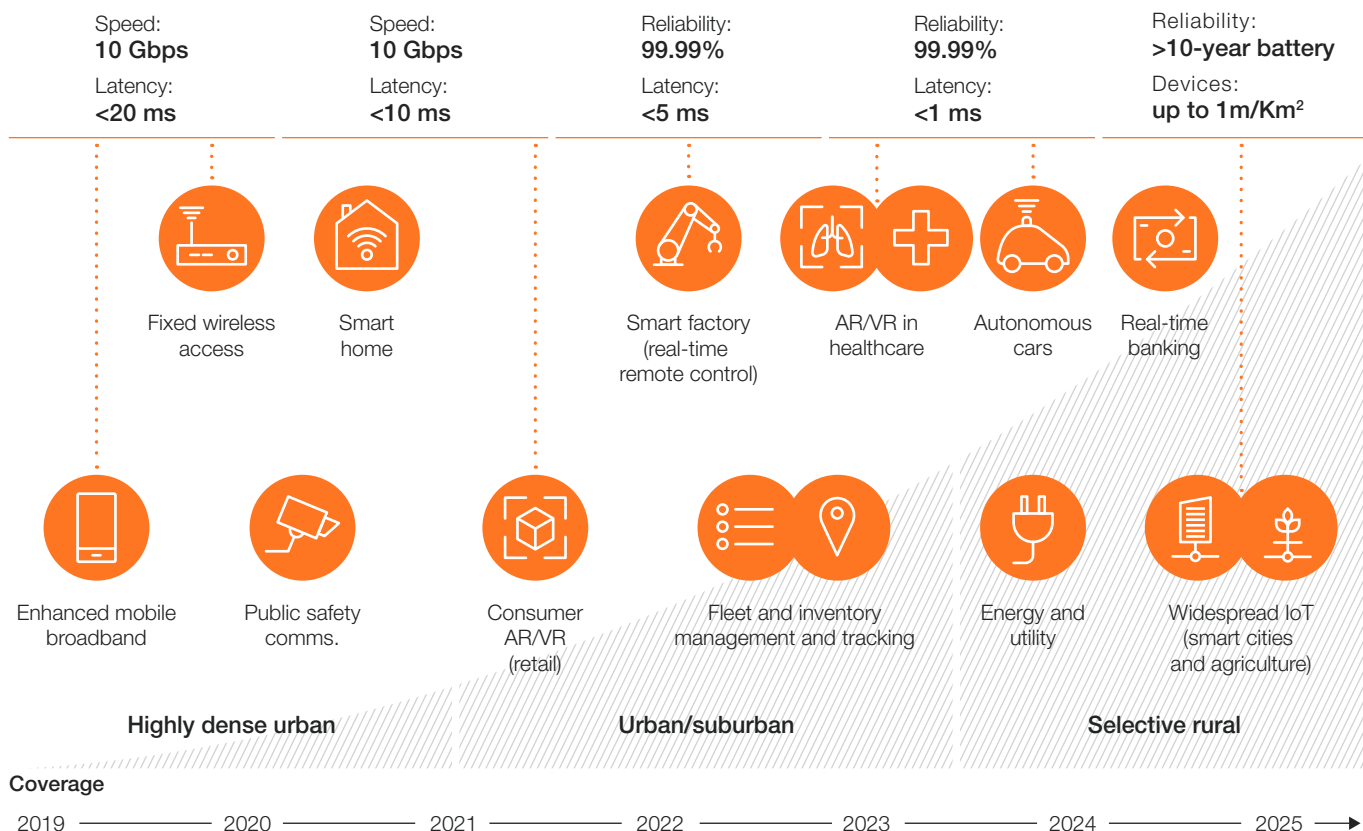 Speed:
10 Gbps
Latency:
<20 ms
Speed:
10 Gbps
Latency:
<10 ms
Reliability:
99.99%
Latency:
<5 ms
Reliability:
99.99%
Latency:
<1 ms
Reliability:
>10-year battery
Devices:
up to 1m/Km²
Fixed wireless
access
Smart
home
Smart factory
(real-time
remote control)
AR/VR in
healthcare
Autonomous
cars
Real-time
banking
Enhanced mobile
broadband
Public safety
comms.
Consumer
AR/VR
(retail)
Fleet and inventory
management and tracking
Energy and
utility
Widespread IoT
(smart cities
and agriculture)
Highly dense urban
Urban/suburban
Selective rural
Coverage
2019 2020 2021 2022 2023 2024 2025